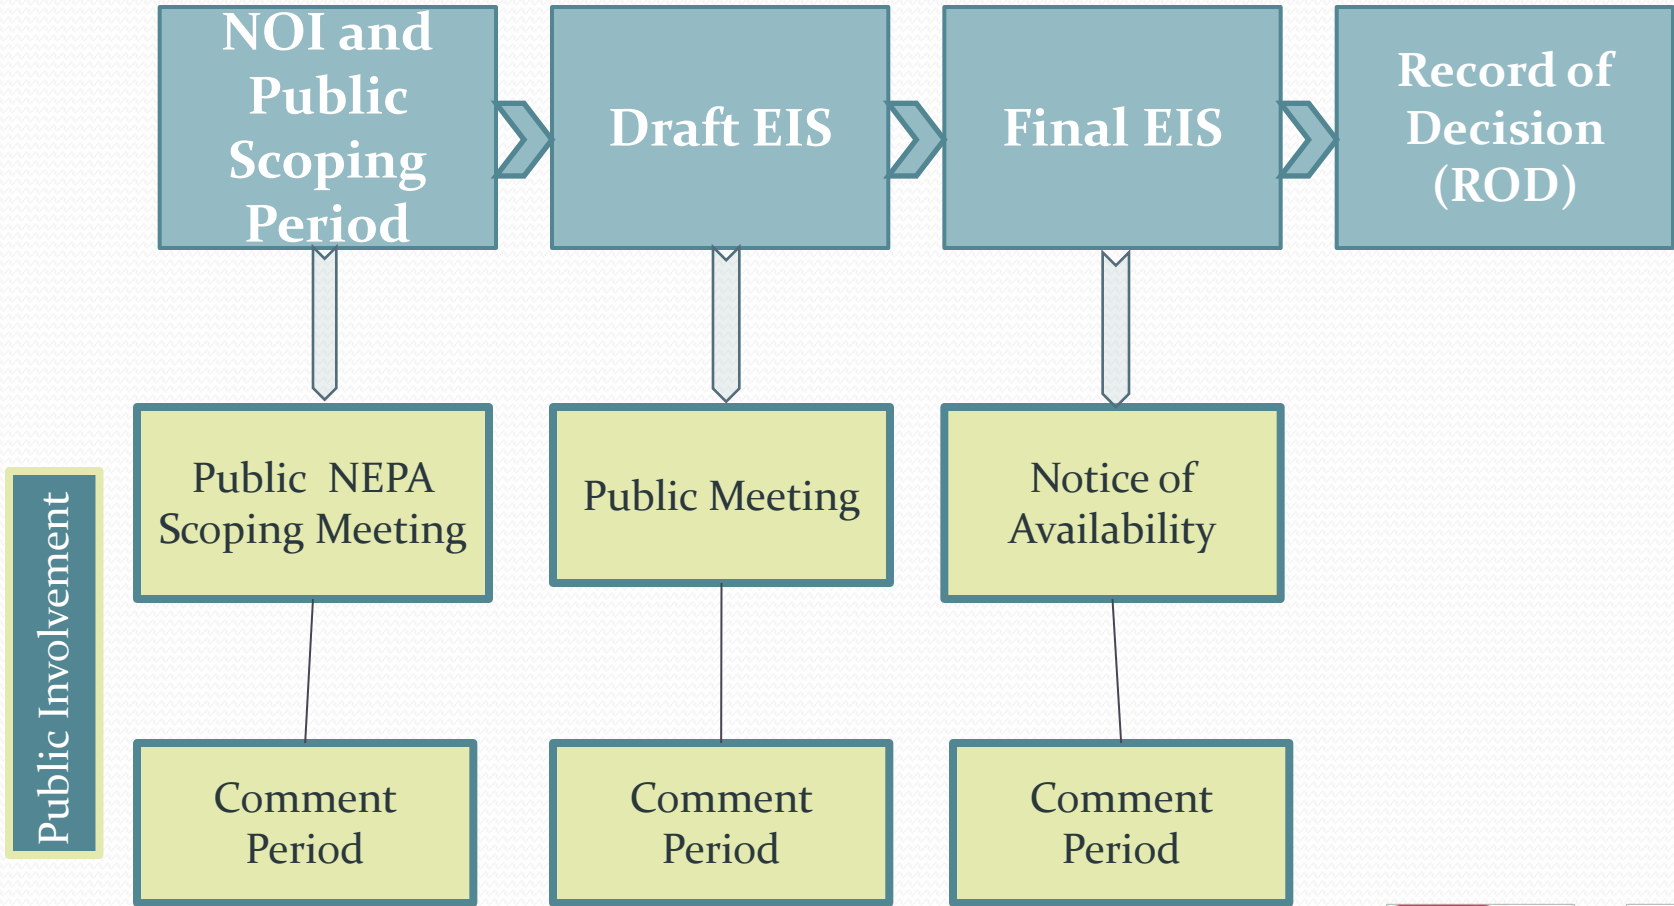 NOI and
Public
Scoping
Period
Draft EIS
Final EIS
Record of
Decision
(ROD)
Public Involvement
Public NEPA
Scoping Meeting
Public Meeting
Notice of
Availability
Comment
Period
Comment
Period
Comment
Period